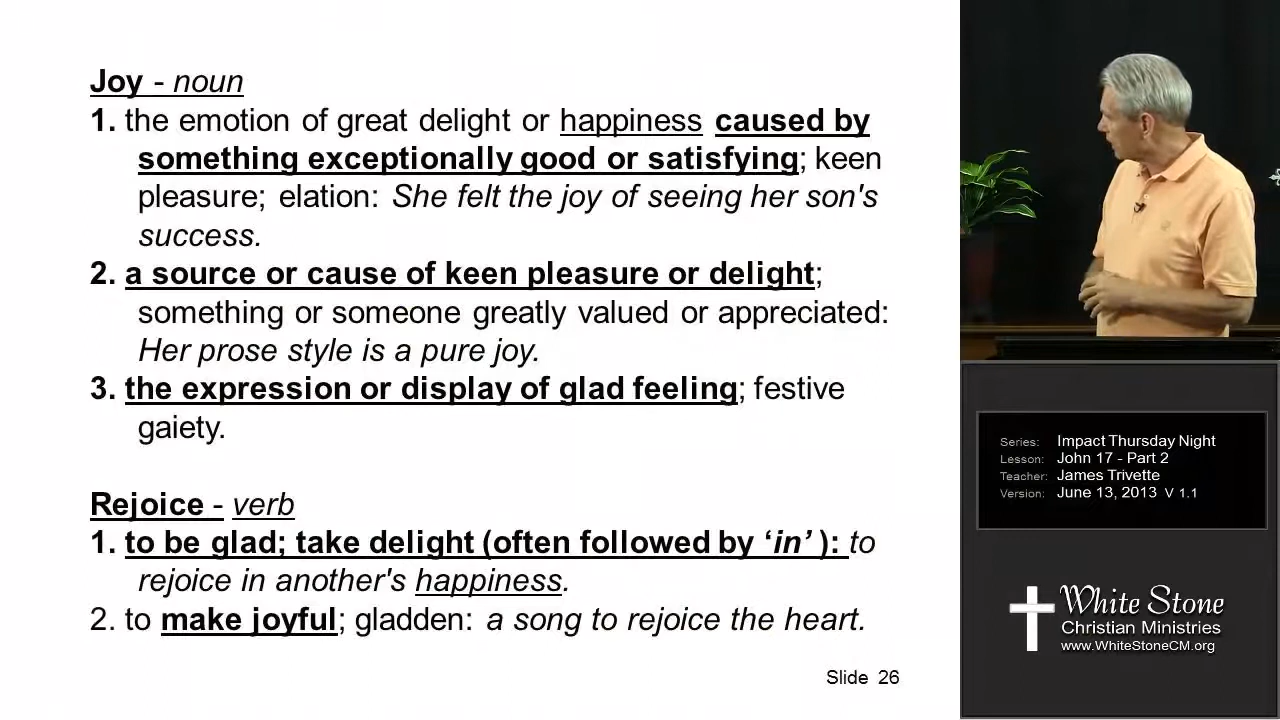 Joy - noun
1. the emotion of great delight or happiness caused by
something exceptionally good or satisfying; keen
pleasure; elation: She felt the joy of seeing her son's
success.
2. a source or cause of keen pleasure or delight;
something or someone greatly valued or appreciated:
Her prose style is a pure joy.
3. the expression or display of glad feeling; festive
gaiety.
Rejoice - verb
1. to be glad; take delight (often followed by ‘in’ ): to
rejoice in another's happiness.
2. to make joyful; gladden: a song to rejoice the heart.
Slide 26
Series: Impact Thursday Night
Lesson: John 17 - Part 2
Teacher: James Trivette
Version: June 13, 2013 V 1.1
White Stone
Christian Ministries
www.WhiteStoneCM.org